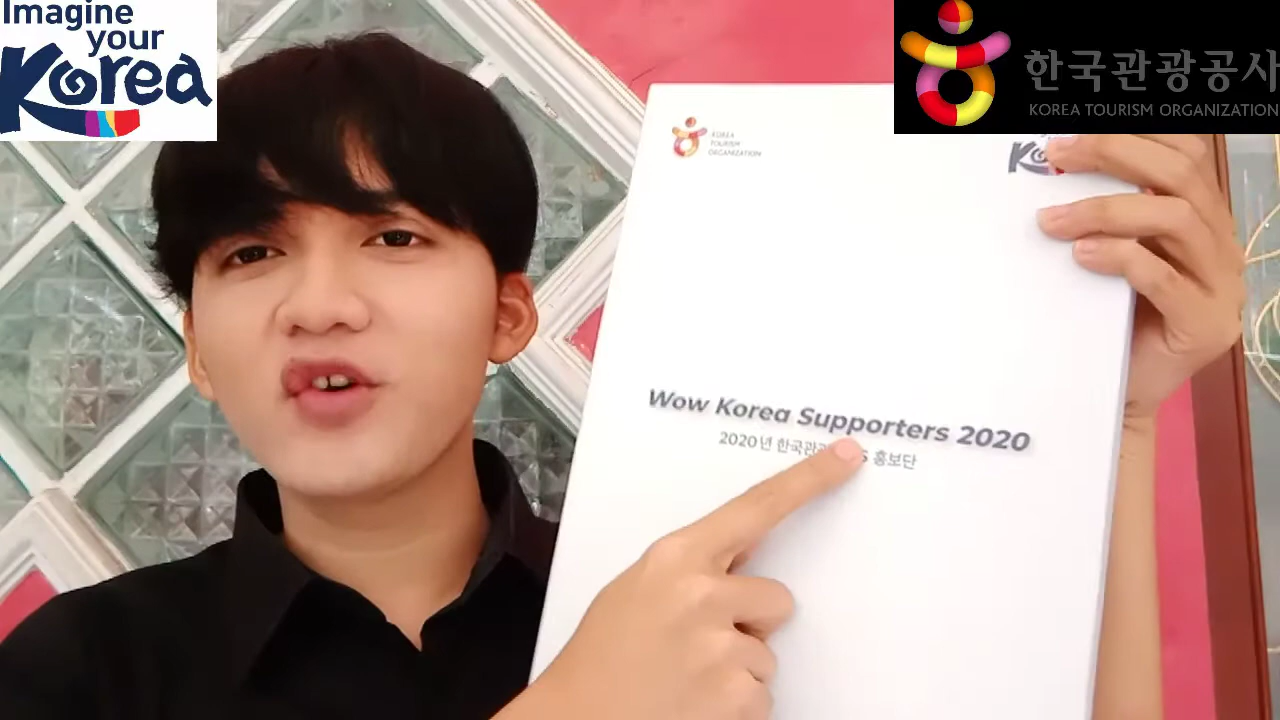 Imagine
your
Korea
한국관광공사
KOREA TOURISM ORGANIZATION
KOREA
TOURISM
ORGANIZATION
Wow Korea Supporters 2020
2020년 한국관 S 홍보단